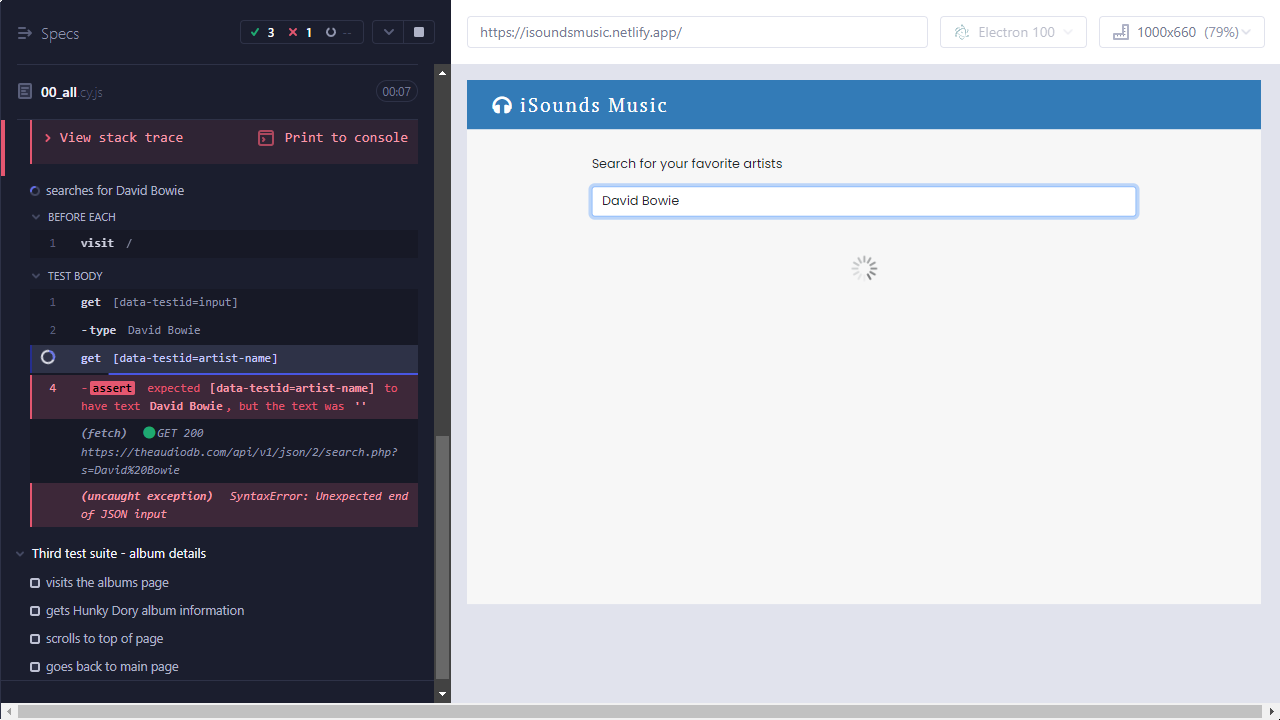 Specs
3
1
--
00_all.cy.js
00:07
View stack trace
Print to console
searches for David Bowie
BEFORE EACH
1 visit /
TEST BODY
1 get [data-testid=input]
2 -type David Bowie
get [data-testid=artist-name]
4 -assert expected [data-testid=artist-name] to
have text David Bowie, but the text was ''
(fetch) GET 200
https://theaudiodb.com/api/v1/json/2/search.php?
s=David%20Bowie
(uncaught exception) SyntaxError: Unexpected end
of JSON input
Third test suite - album details
visits the albums page
gets Hunky Dory album information
scrolls to top of page
goes back to main page
https://isoundsmusic.netlify.app/
Electron 100
1000x660 (79%)
iSounds Music
Search for your favorite artists
David Bowie